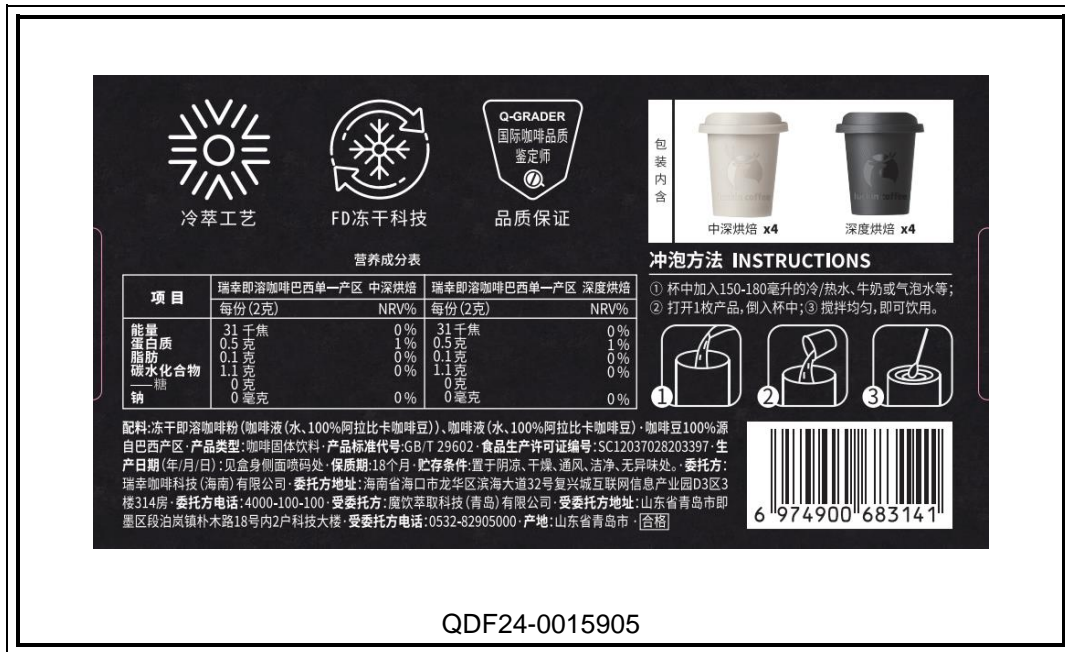 冷萃工艺
FD冻干科技
Q-GRADER
国际咖啡品质
鉴定师
品质保证
包装内含
luckin coffee
luckin coffee
中深烘焙 x4
深度烘焙 x4
营养成分表
项目 瑞幸即溶咖啡巴西单一产区 中深烘焙 瑞幸即溶咖啡巴西单一产区 深度烘焙
每份(2克) NRV% 每份(2克) NRV%
能量 31千焦 0% 31千焦 0%
蛋白质 0.5克 1% 0.5克 1%
脂肪 0.1克 0% 0.1克 0%
碳水化合物 1.1克 0% 1.1克 0%
——糖 0克 0克
钠 0毫克 0% 0毫克 0%
冲泡方法 INSTRUCTIONS
① 杯中加入150-180毫升的冷/热水、牛奶或气泡水等;
② 打开1枚产品,倒入杯中;③ 搅拌均匀,即可饮用。
1 2 3
配料:冻干即溶咖啡粉(咖啡液(水、100%阿拉比卡咖啡豆))、咖啡液(水、100%阿拉比卡咖啡豆)·咖啡豆100%源
自巴西产区·产品类型:咖啡固体饮料·产品标准代号:GB/T 29602·食品生产许可证编号:SC12037028203397·生
产日期(年/月/日):见盒身侧面喷码处·保质期:18个月·贮存条件:置于阴凉、干燥、通风、洁净、无异味处。·委托方:
瑞幸咖啡科技(海南)有限公司·委托方地址:海南省海口市龙华区滨海大道32号复兴城互联网信息产业园D3区3
楼314房·委托方电话:4000-100-100·受委托方:魔饮萃取科技(青岛)有限公司·受委托方地址:山东省青岛市即
墨区段泊岚镇朴木路18号内2户科技大楼·受委托方电话:0532-82905000·产地:山东省青岛市·合格
6 974900 683141
QDF24-0015905